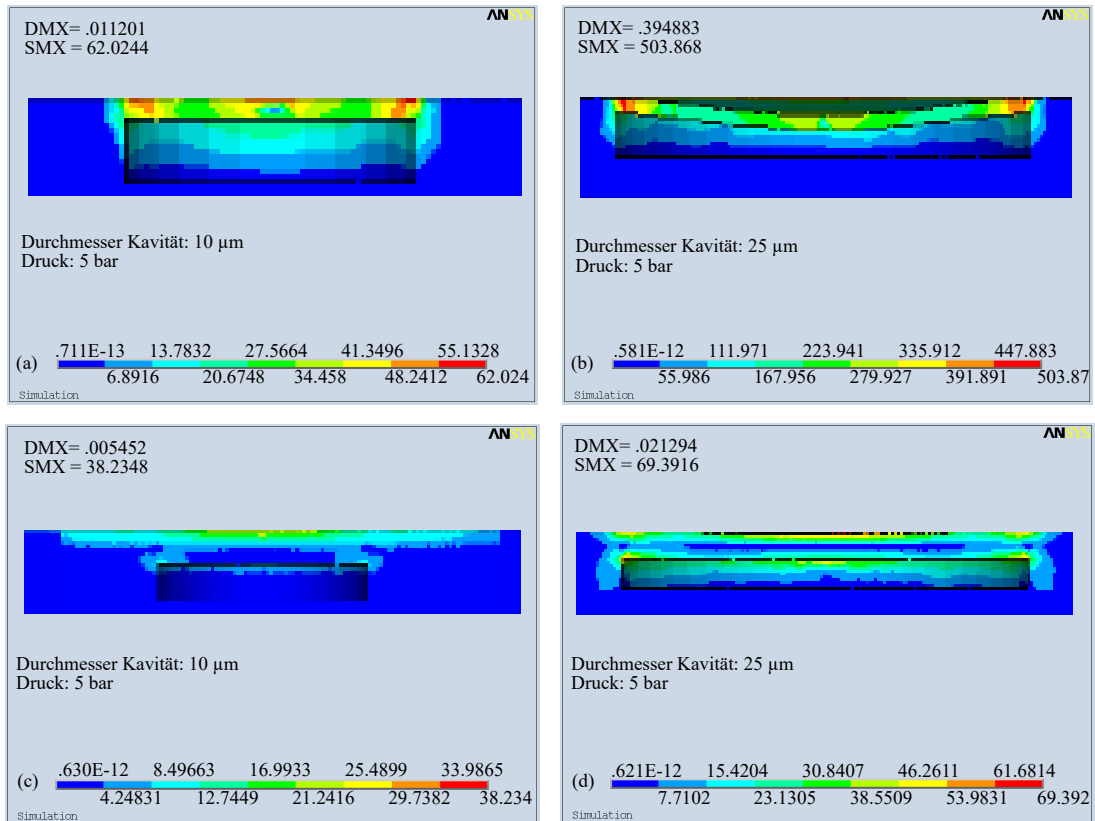 ANSYS
DMX= .011201
SMX = 62.0244
Durchmesser Kavität: 10 µm
Druck: 5 bar
(a)
.711E-13 13.7832 27.5664 41.3496 55.1328
6.8916 20.6748 34.458 48.2412 62.024
Simulation
ANSYS
DMX= .394883
SMX = 503.868
Durchmesser Kavität: 25 µm
Druck: 5 bar
(b)
.581E-12 111.971 223.941 335.912 447.883
55.986 167.956 279.927 391.891 503.87
Simulation
ANSYS
DMX= .005452
SMX = 38.2348
Durchmesser Kavität: 10 µm
Druck: 5 bar
(c)
.630E-12 8.49663 16.9933 25.4899 33.9865
4.24831 12.7449 21.2416 29.7382 38.234
Simulation
ANSYS
DMX= .021294
SMX = 69.3916
Durchmesser Kavität: 25 µm
Druck: 5 bar
(d)
.621E-12 15.4204 30.8407 46.2611 61.6814
7.7102 23.1305 38.5509 53.9831 69.392
Simulation